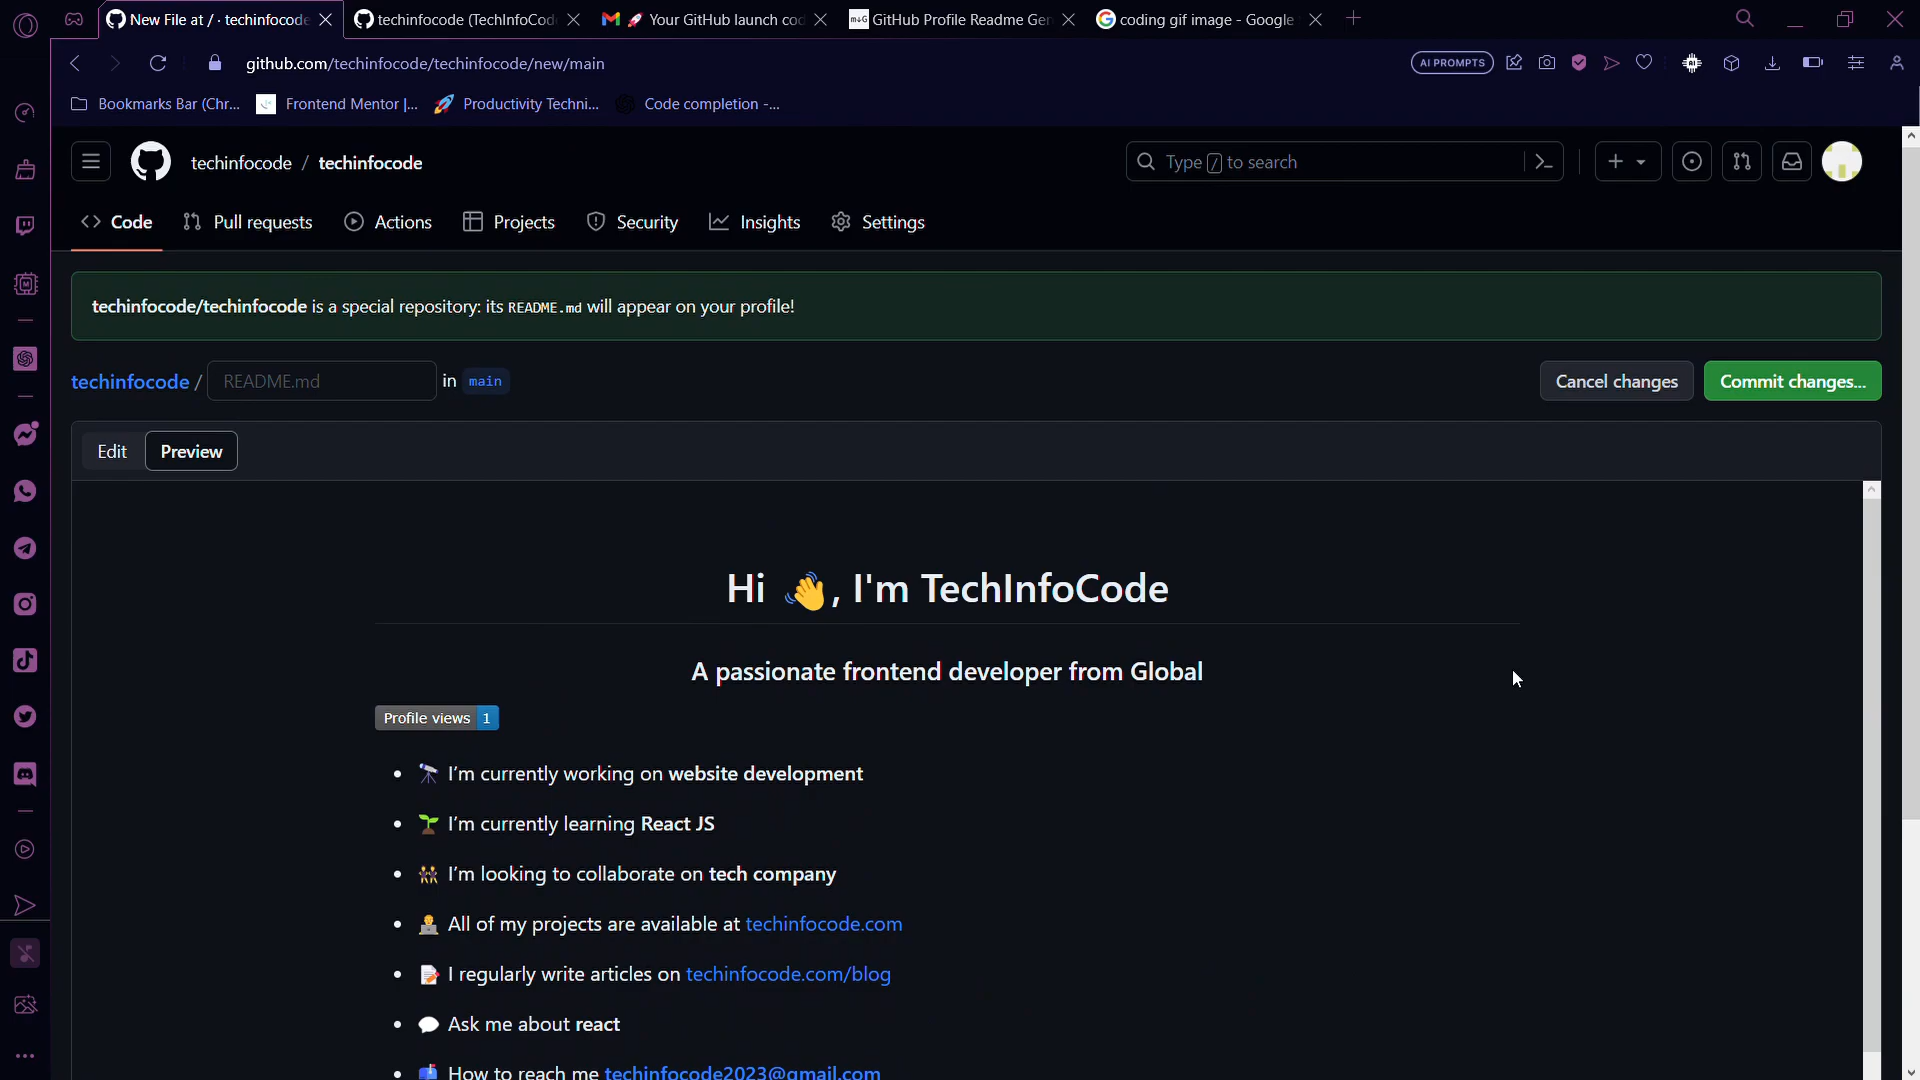 New File at / · techinfocode
techinfocode (TechInfoCod
Your GitHub launch cod
GitHub Profile Readme Gen
coding gif image - Google
github.com/techinfocode/techinfocode/new/main
AI PROMPTS
Bookmarks Bar (Chr...
Frontend Mentor |...
Productivity Techni...
Code completion -...
techinfocode / techinfocode
Type / to search
Code
Pull requests
Actions
Projects
Security
Insights
Settings
techinfocode/techinfocode is a special repository: its README.md will appear on your profile!
techinfocode / README.md in main
Cancel changes
Commit changes...
Edit
Preview
Hi 👋, I'm TechInfoCode
A passionate frontend developer from Global
Profile views 1
🔭 I’m currently working on website development
🌱 I’m currently learning React JS
👯 I’m looking to collaborate on tech company
👨‍💻 All of my projects are available at techinfocode.com
📝 I regularly write articles on techinfocode.com/blog
💬 Ask me about react
📫 How to reach me techinfocode2023@gmail.com